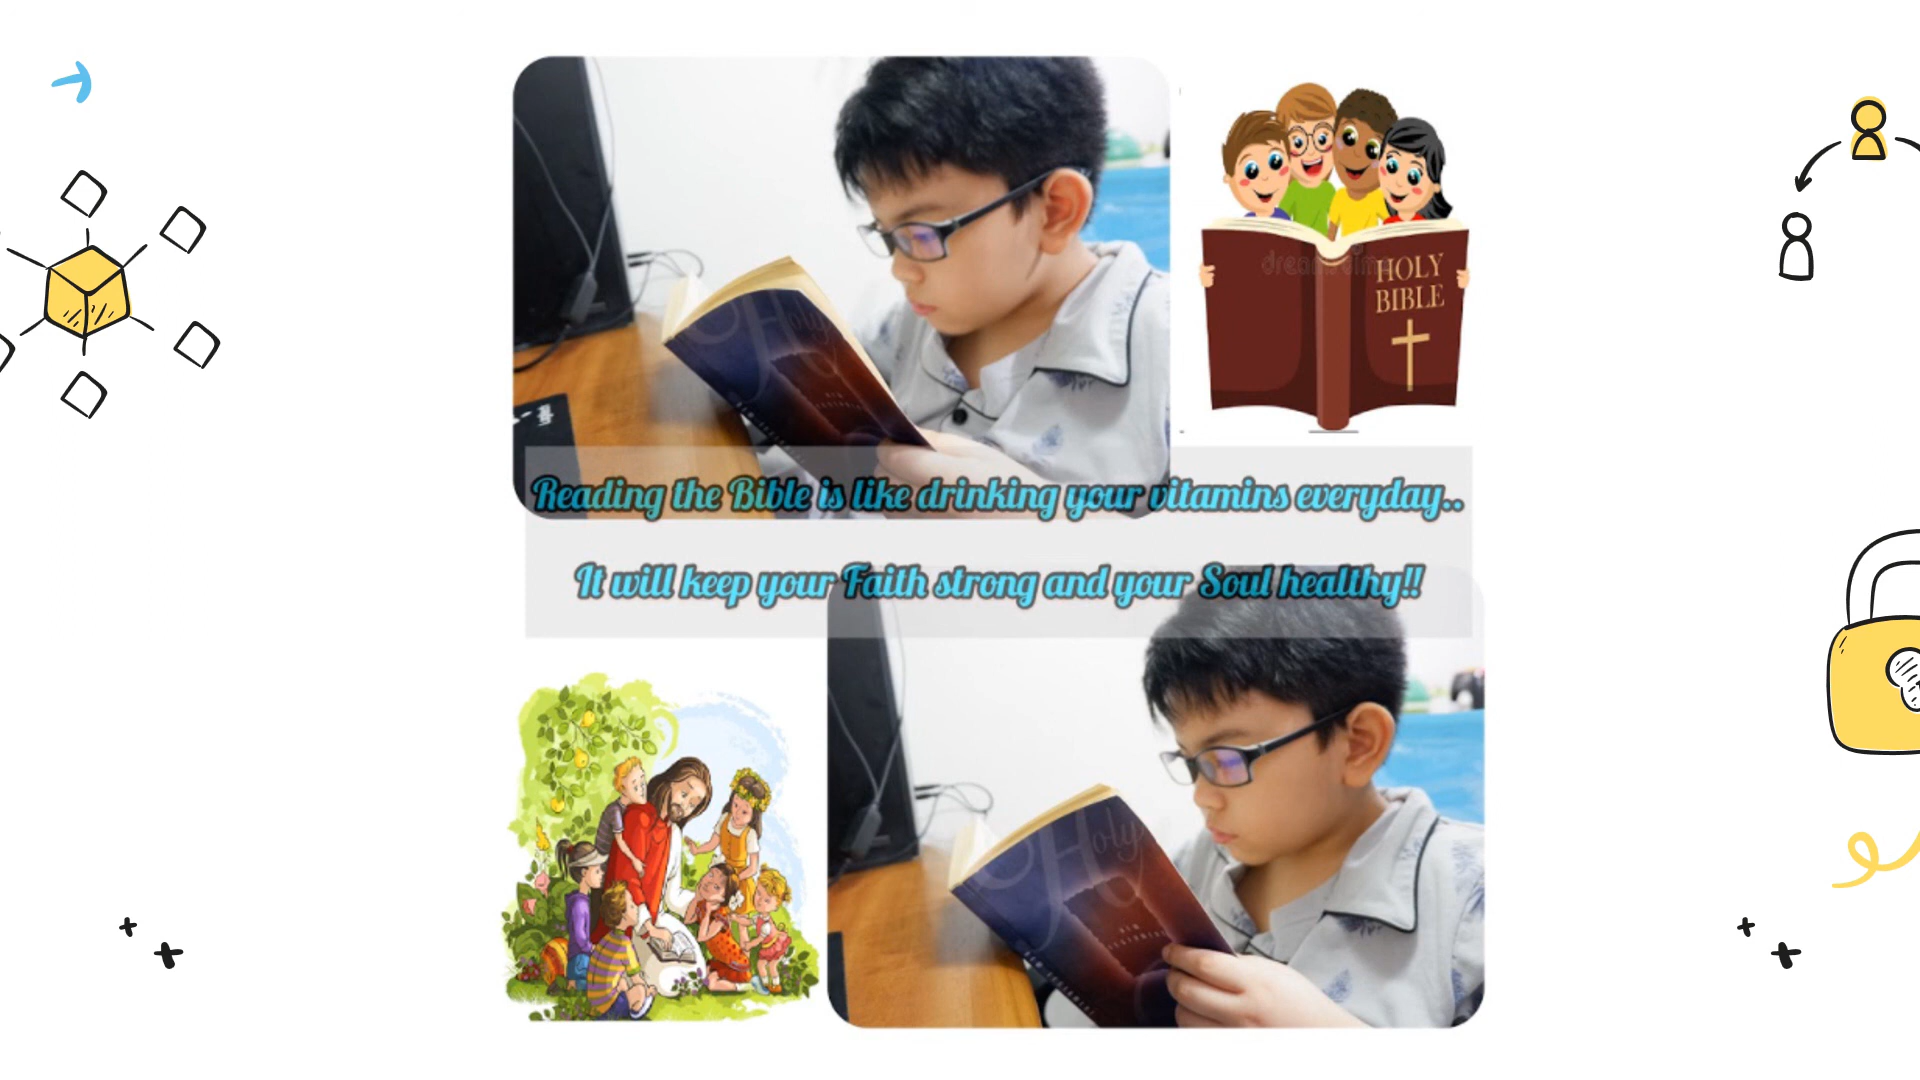 HOLY
BIBLE
Reading the Bible is like drinking your vitamins everyday..
It will keep your Faith strong and your Soul healthy!!
Holy